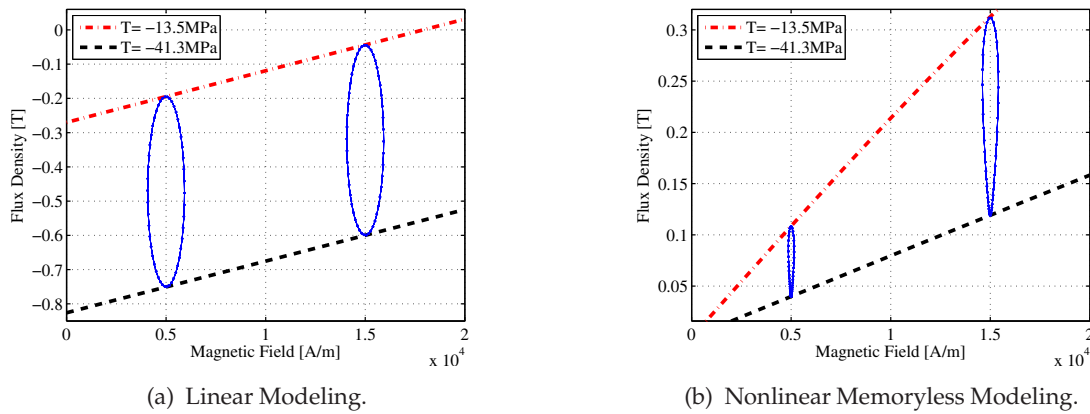 T= −13.5MPa
T= −41.3MPa
0
−0.1
−0.2
−0.3
−0.4
−0.5
−0.6
−0.7
−0.8
Flux Density [T]
0 0.5 1 1.5 2
Magnetic Field [A/m]
x 10^4
(a) Linear Modeling.
T= −13.5MPa
T= −41.3MPa
0.3
0.25
0.2
0.15
0.1
0.05
Flux Density [T]
0 0.5 1 1.5 2
Magnetic Field [A/m]
x 10^4
(b) Nonlinear Memoryless Modeling.